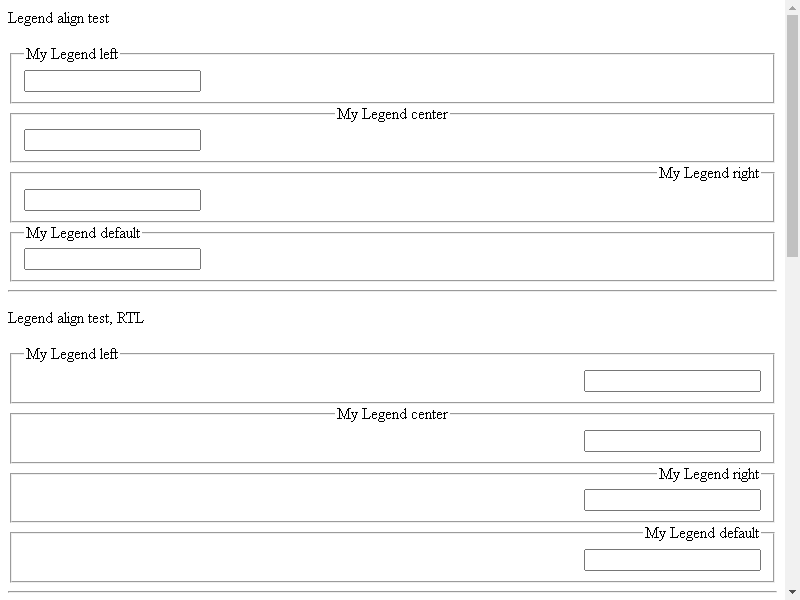 Legend align test
My Legend left
My Legend center
My Legend right
My Legend default
Legend align test, RTL
My Legend left
My Legend center
My Legend right
My Legend default